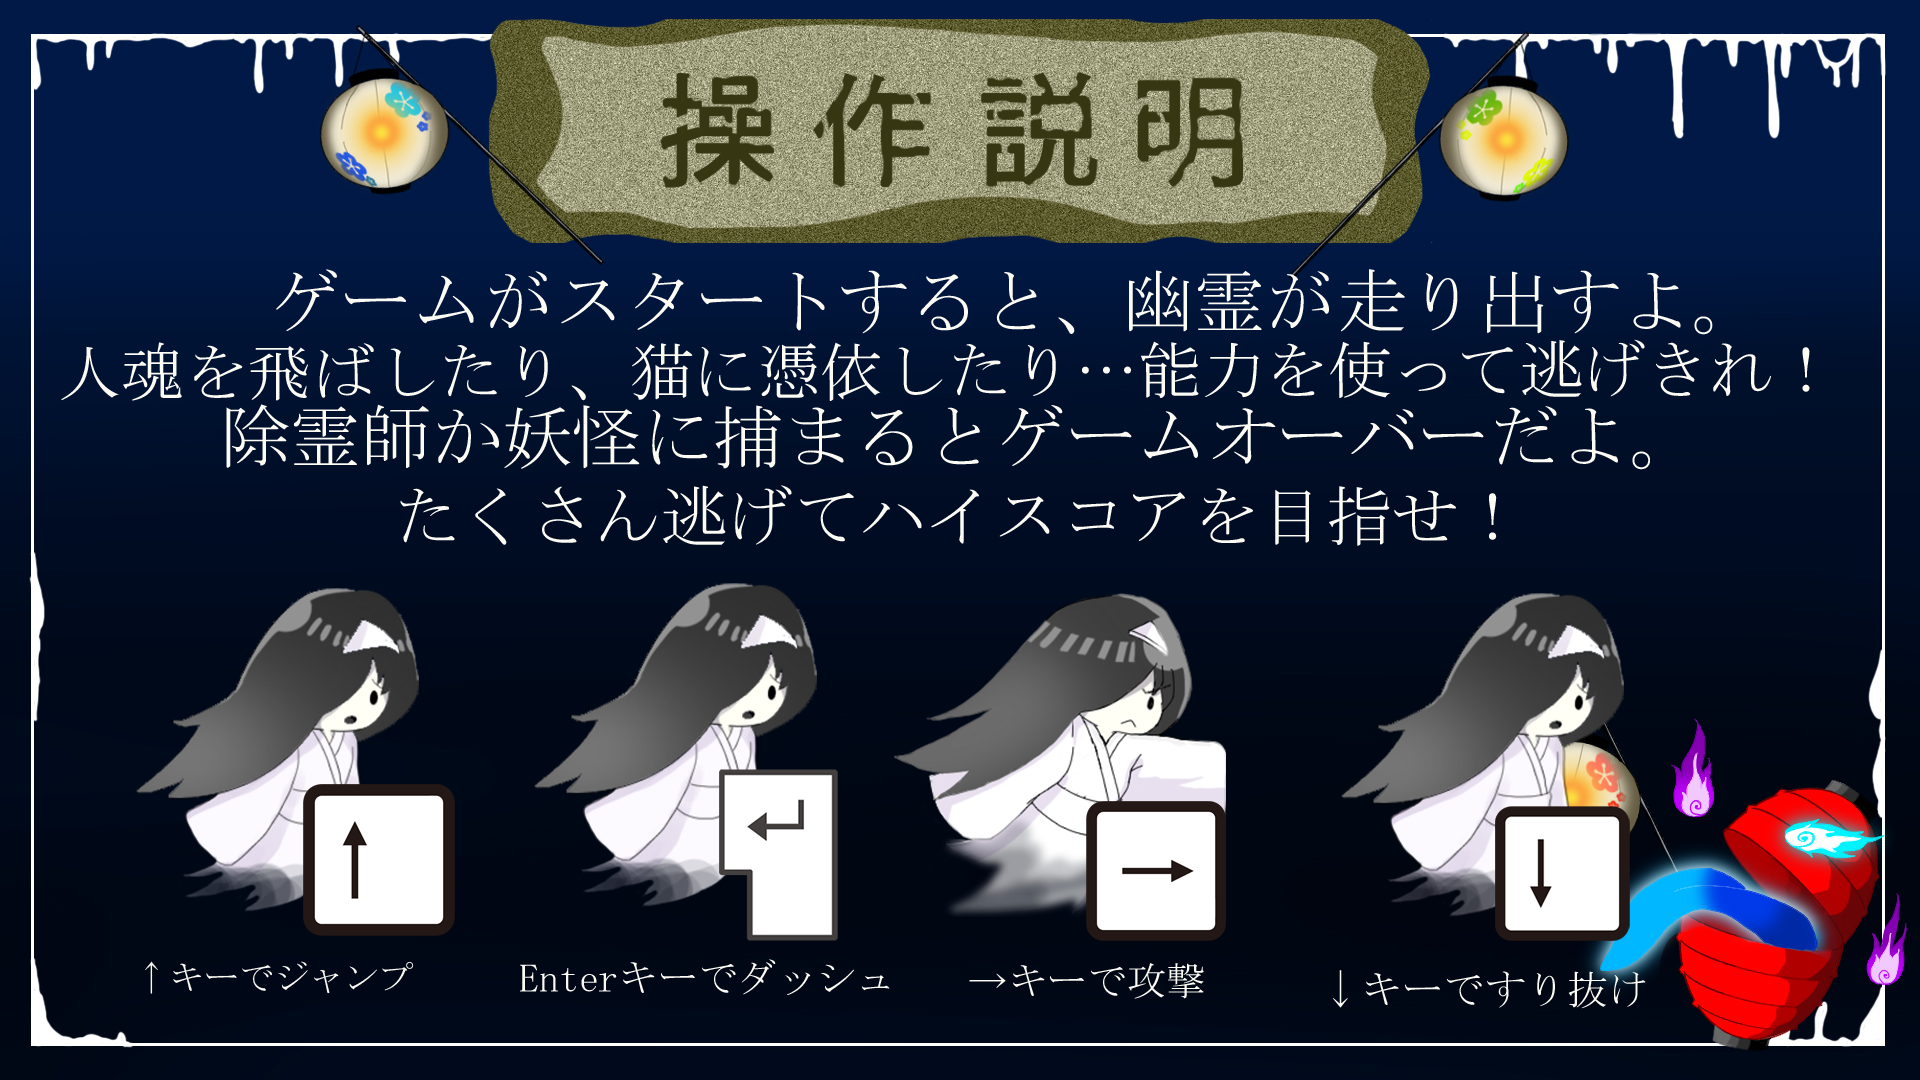 操作説明
ゲームがスタートすると、幽霊が走り出すよ。
人魂を飛ばしたり、猫に憑依したり…能力を使って逃げきれ！
除霊師か妖怪に捕まるとゲームオーバーだよ。
たくさん逃げてハイスコアを目指せ！
↑キーでジャンプ
Enterキーでダッシュ
→キーで攻撃
↓キーですり抜け